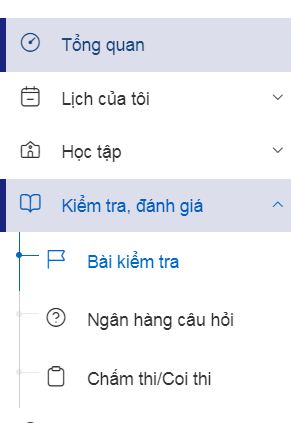 Tổng quan
Lịch của tôi
Học tập
Kiểm tra, đánh giá
Bài kiểm tra
Ngân hàng câu hỏi
Chấm thi/Coi thi